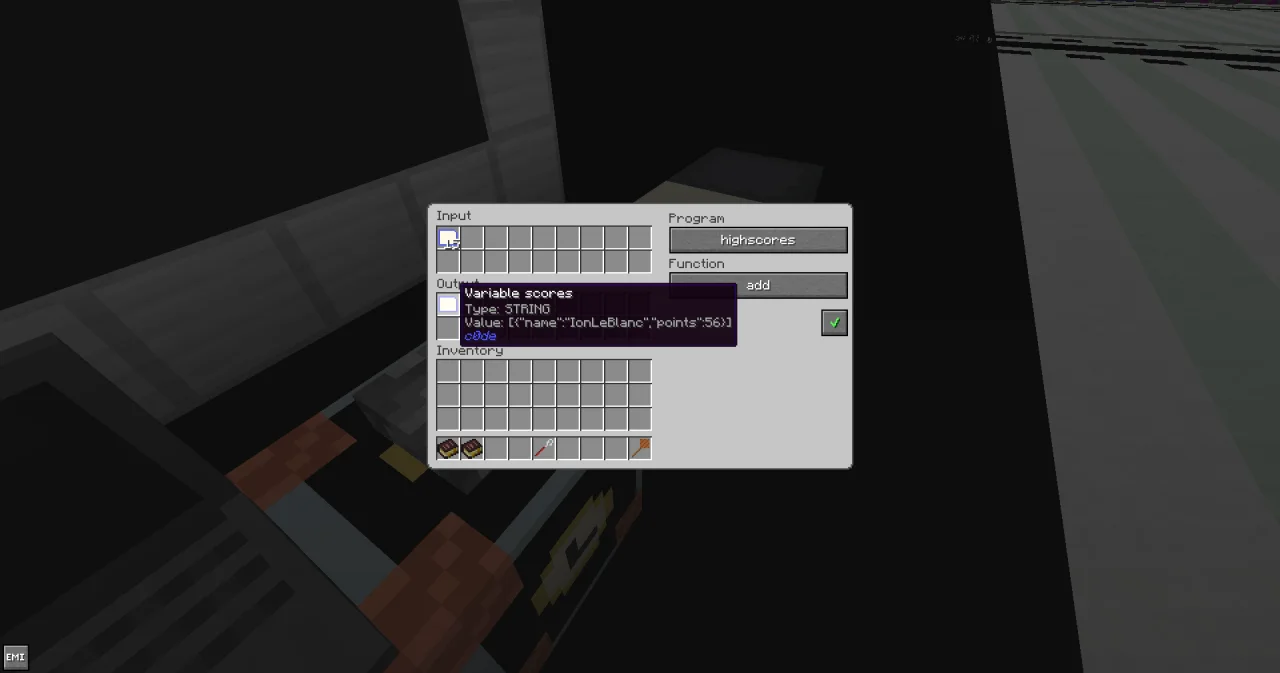 Input
Program
highscores
Function
add
Variable scores
Type: STRING
Value: [{"name":"IonLeBlanc","points":56}]
c0de
Inventory
EMI